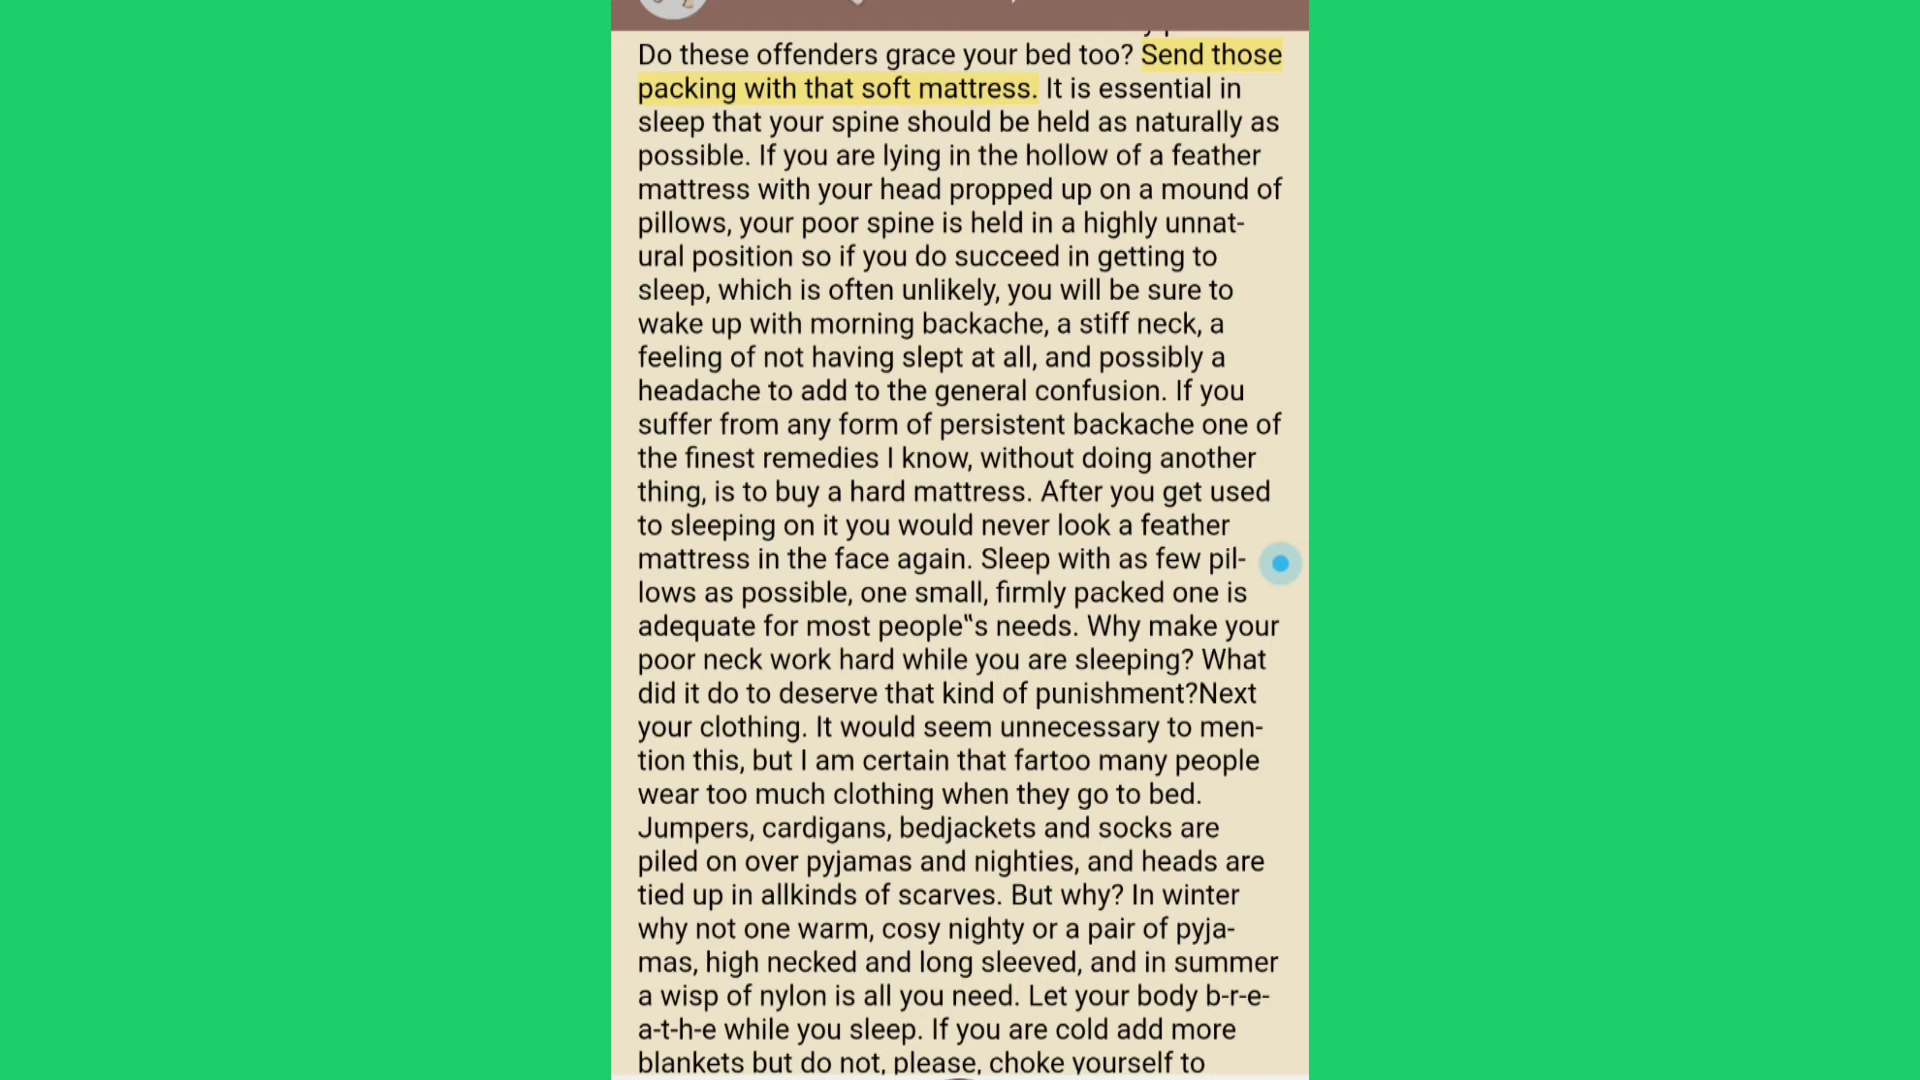 Do these offenders grace your bed too? Send those
packing with that soft mattress. It is essential in
sleep that your spine should be held as naturally as
possible. If you are lying in the hollow of a feather
mattress with your head propped up on a mound of
pillows, your poor spine is held in a highly unnat-
ural position so if you do succeed in getting to
sleep, which is often unlikely, you will be sure to
wake up with morning backache, a stiff neck, a
feeling of not having slept at all, and possibly a
headache to add to the general confusion. If you
suffer from any form of persistent backache one of
the finest remedies I know, without doing another
thing, is to buy a hard mattress. After you get used
to sleeping on it you would never look a feather
mattress in the face again. Sleep with as few pil-
lows as possible, one small, firmly packed one is
adequate for most people‟s needs. Why make your
poor neck work hard while you are sleeping? What
did it do to deserve that kind of punishment?Next
your clothing. It would seem unnecessary to men-
tion this, but I am certain that fartoo many people
wear too much clothing when they go to bed.
Jumpers, cardigans, bedjackets and socks are
piled on over pyjamas and nighties, and heads are
tied up in allkinds of scarves. But why? In winter
why not one warm, cosy nighty or a pair of pyja-
mas, high necked and long sleeved, and in summer
a wisp of nylon is all you need. Let your body b-r-e-
a-t-h-e while you sleep. If you are cold add more
blankets but do not, please, choke yourself to